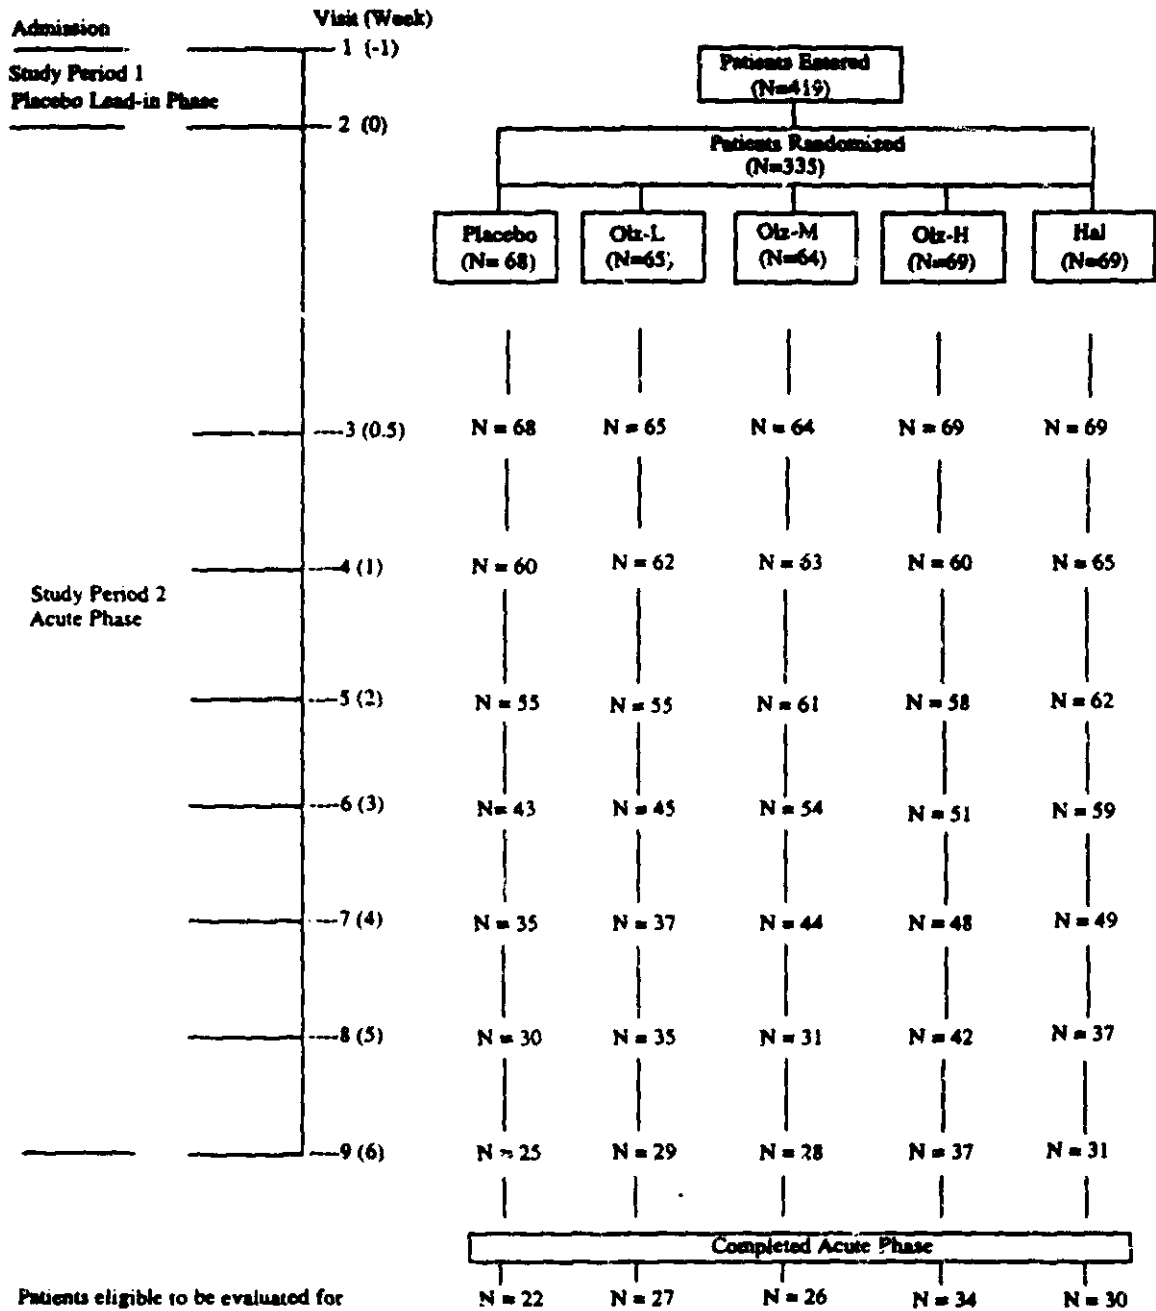 Visit (Week)
Admission
1 (-1)
Study Period 1
Placebo Lead-in Phase
2 (0)
Patients Entered
(N=419)
Patients Randomized
(N=335)
Placebo
(N= 68)
Olz-L
(N=65)
Olz-M
(N=64)
Olz-H
(N=69)
Hal
(N=69)
3 (0.5) N = 68 N = 65 N = 64 N = 69 N = 69
4 (1) N = 60 N = 62 N = 63 N = 60 N = 65
Study Period 2
Acute Phase
5 (2) N = 55 N = 55 N = 61 N = 58 N = 62
6 (3) N= 43 N = 45 N = 54 N = 51 N = 59
7 (4) N = 35 N = 37 N = 44 N = 48 N = 49
8 (5) N = 30 N = 35 N = 31 N = 42 N = 37
9 (6) N = 25 N = 29 N = 28 N = 37 N = 31
Completed Acute Phase
Patients eligible to be evaluated for N = 22 N = 27 N = 26 N = 34 N = 30